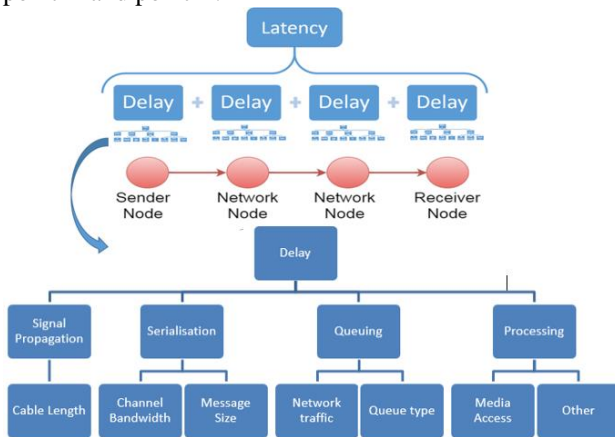 Latency
Delay + Delay + Delay + Delay
Sender Node
Network Node
Network Node
Receiver Node
Delay
Signal Propagation
Serialisation
Queuing
Processing
Cable Length
Channel Bandwidth
Message Size
Network traffic
Queue type
Media Access
Other